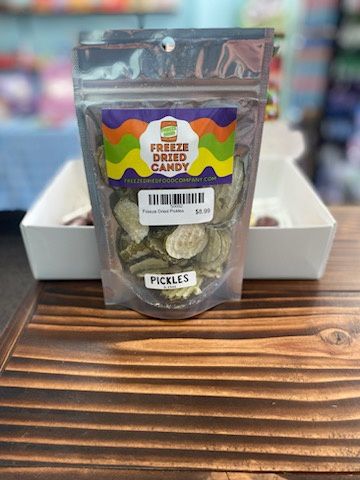 FREEZE
DRIED
CANDY
FREEZEDRIEDFOODCOMPANY.COM
Freeze Dried Pickles
$8.99
PICKLES